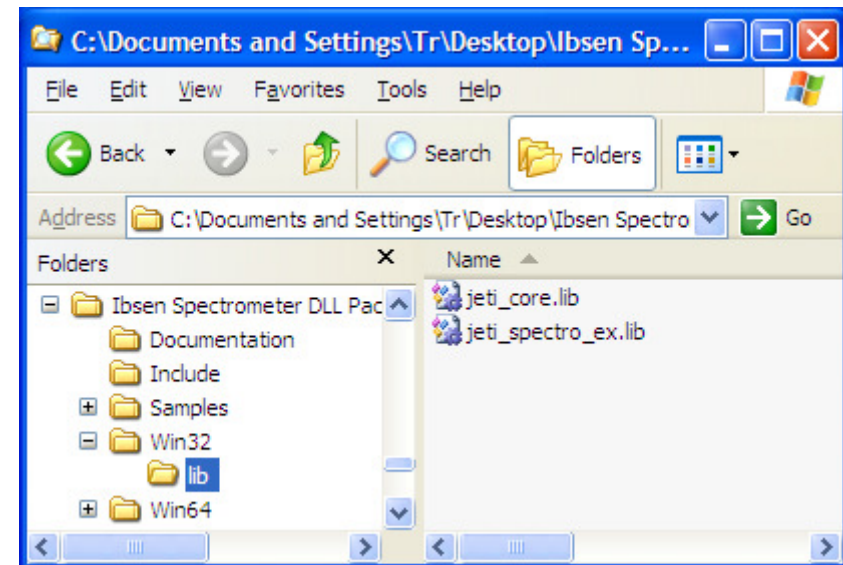 C:\Documents and Settings\Tr\Desktop\Ibsen Sp...
File Edit View Favorites Tools Help
Back Search Folders
Address C:\Documents and Settings\Tr\Desktop\Ibsen Spectro Go
Folders X Name
Ibsen Spectrometer DLL Pac
Documentation
Include
Samples
Win32
lib
Win64
jeti_core.lib
jeti_spectro_ex.lib